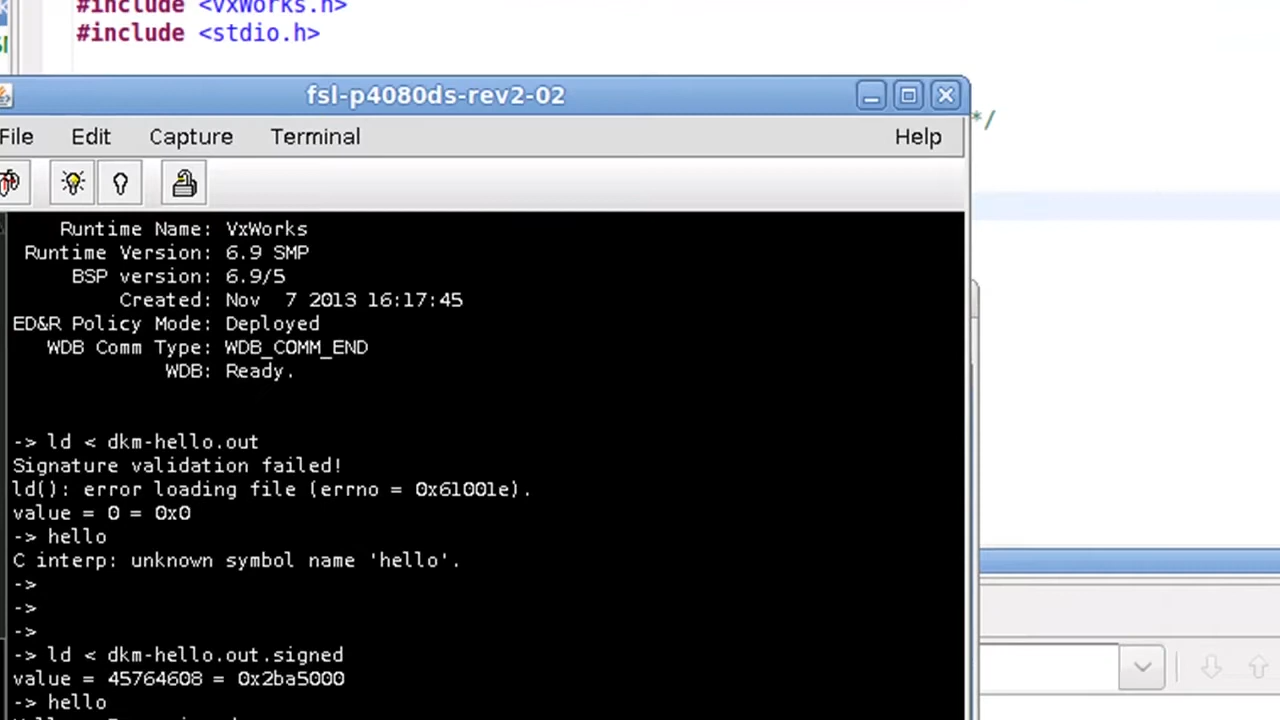 #include <vxWorks.h>
#include <stdio.h>
fsl-p4080ds-rev2-02
*/
File Edit Capture Terminal Help
Runtime Name: VxWorks
Runtime Version: 6.9 SMP
BSP version: 6.9/5
Created: Nov  7 2013 16:17:45
ED&R Policy Mode: Deployed
WDB Comm Type: WDB_COMM_END
WDB: Ready.
-> ld < dkm-hello.out
Signature validation failed!
ld(): error loading file (errno = 0x61001e).
value = 0 = 0x0
-> hello
C interp: unknown symbol name 'hello'.
->
->
->
-> ld < dkm-hello.out.signed
value = 45764608 = 0x2ba5000
-> hello